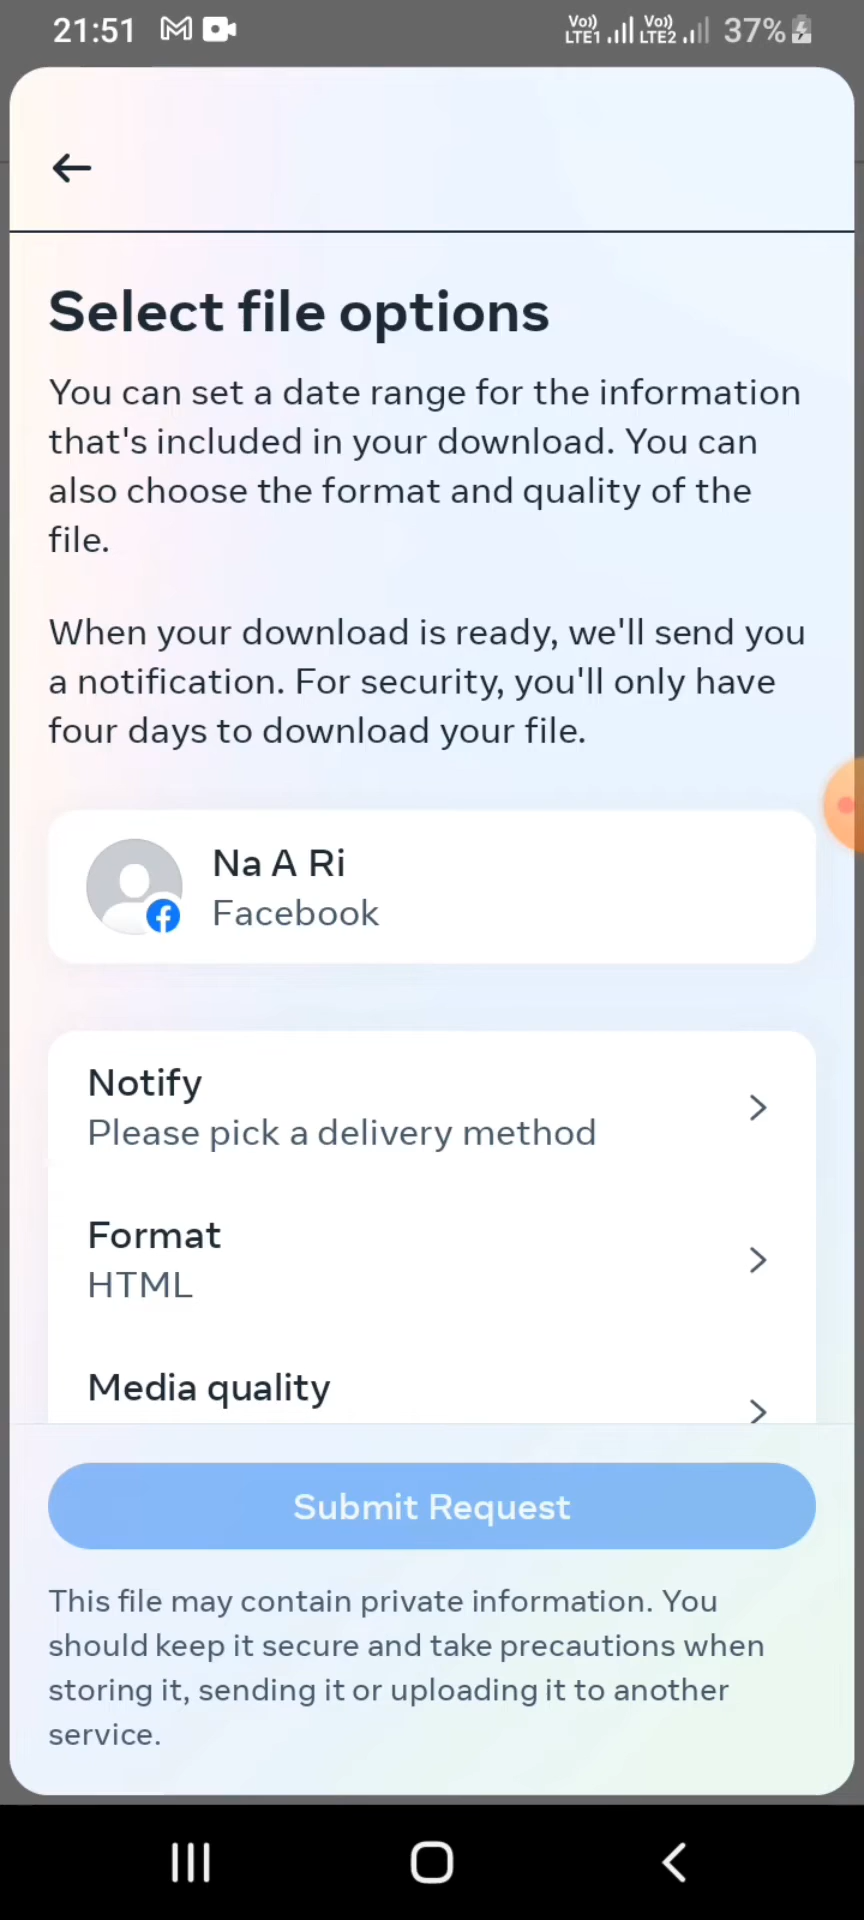 21:51
Vo)) LTE1 Vo)) LTE2 37%
Select file options
You can set a date range for the information
that's included in your download. You can
also choose the format and quality of the
file.
When your download is ready, we'll send you
a notification. For security, you'll only have
four days to download your file.
Na A Ri
Facebook
Notify
Please pick a delivery method
Format
HTML
Media quality
Submit Request
This file may contain private information. You
should keep it secure and take precautions when
storing it, sending it or uploading it to another
service.